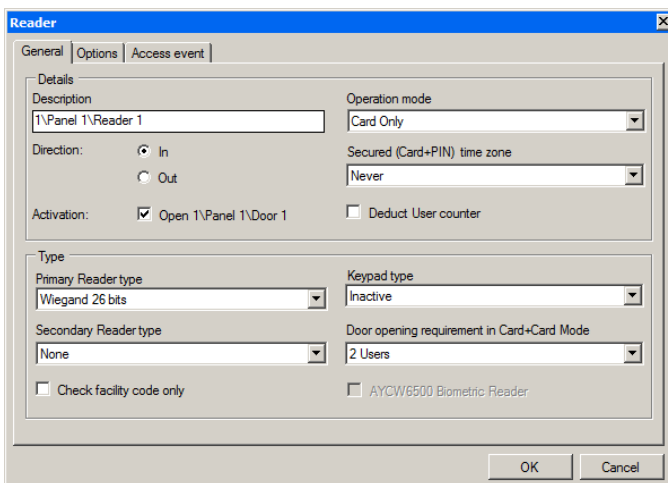 Reader
General
Options
Access event
Details
Description
1\Panel 1\Reader 1
Direction:
In
Out
Activation:
Open 1\Panel 1\Door 1
Operation mode
Card Only
Secured (Card+PIN) time zone
Never
Deduct User counter
Type
Primary Reader type
Wiegand 26 bits
Secondary Reader type
None
Check facility code only
Keypad type
Inactive
Door opening requirement in Card+Card Mode
2 Users
AYCW6500 Biometric Reader
OK
Cancel